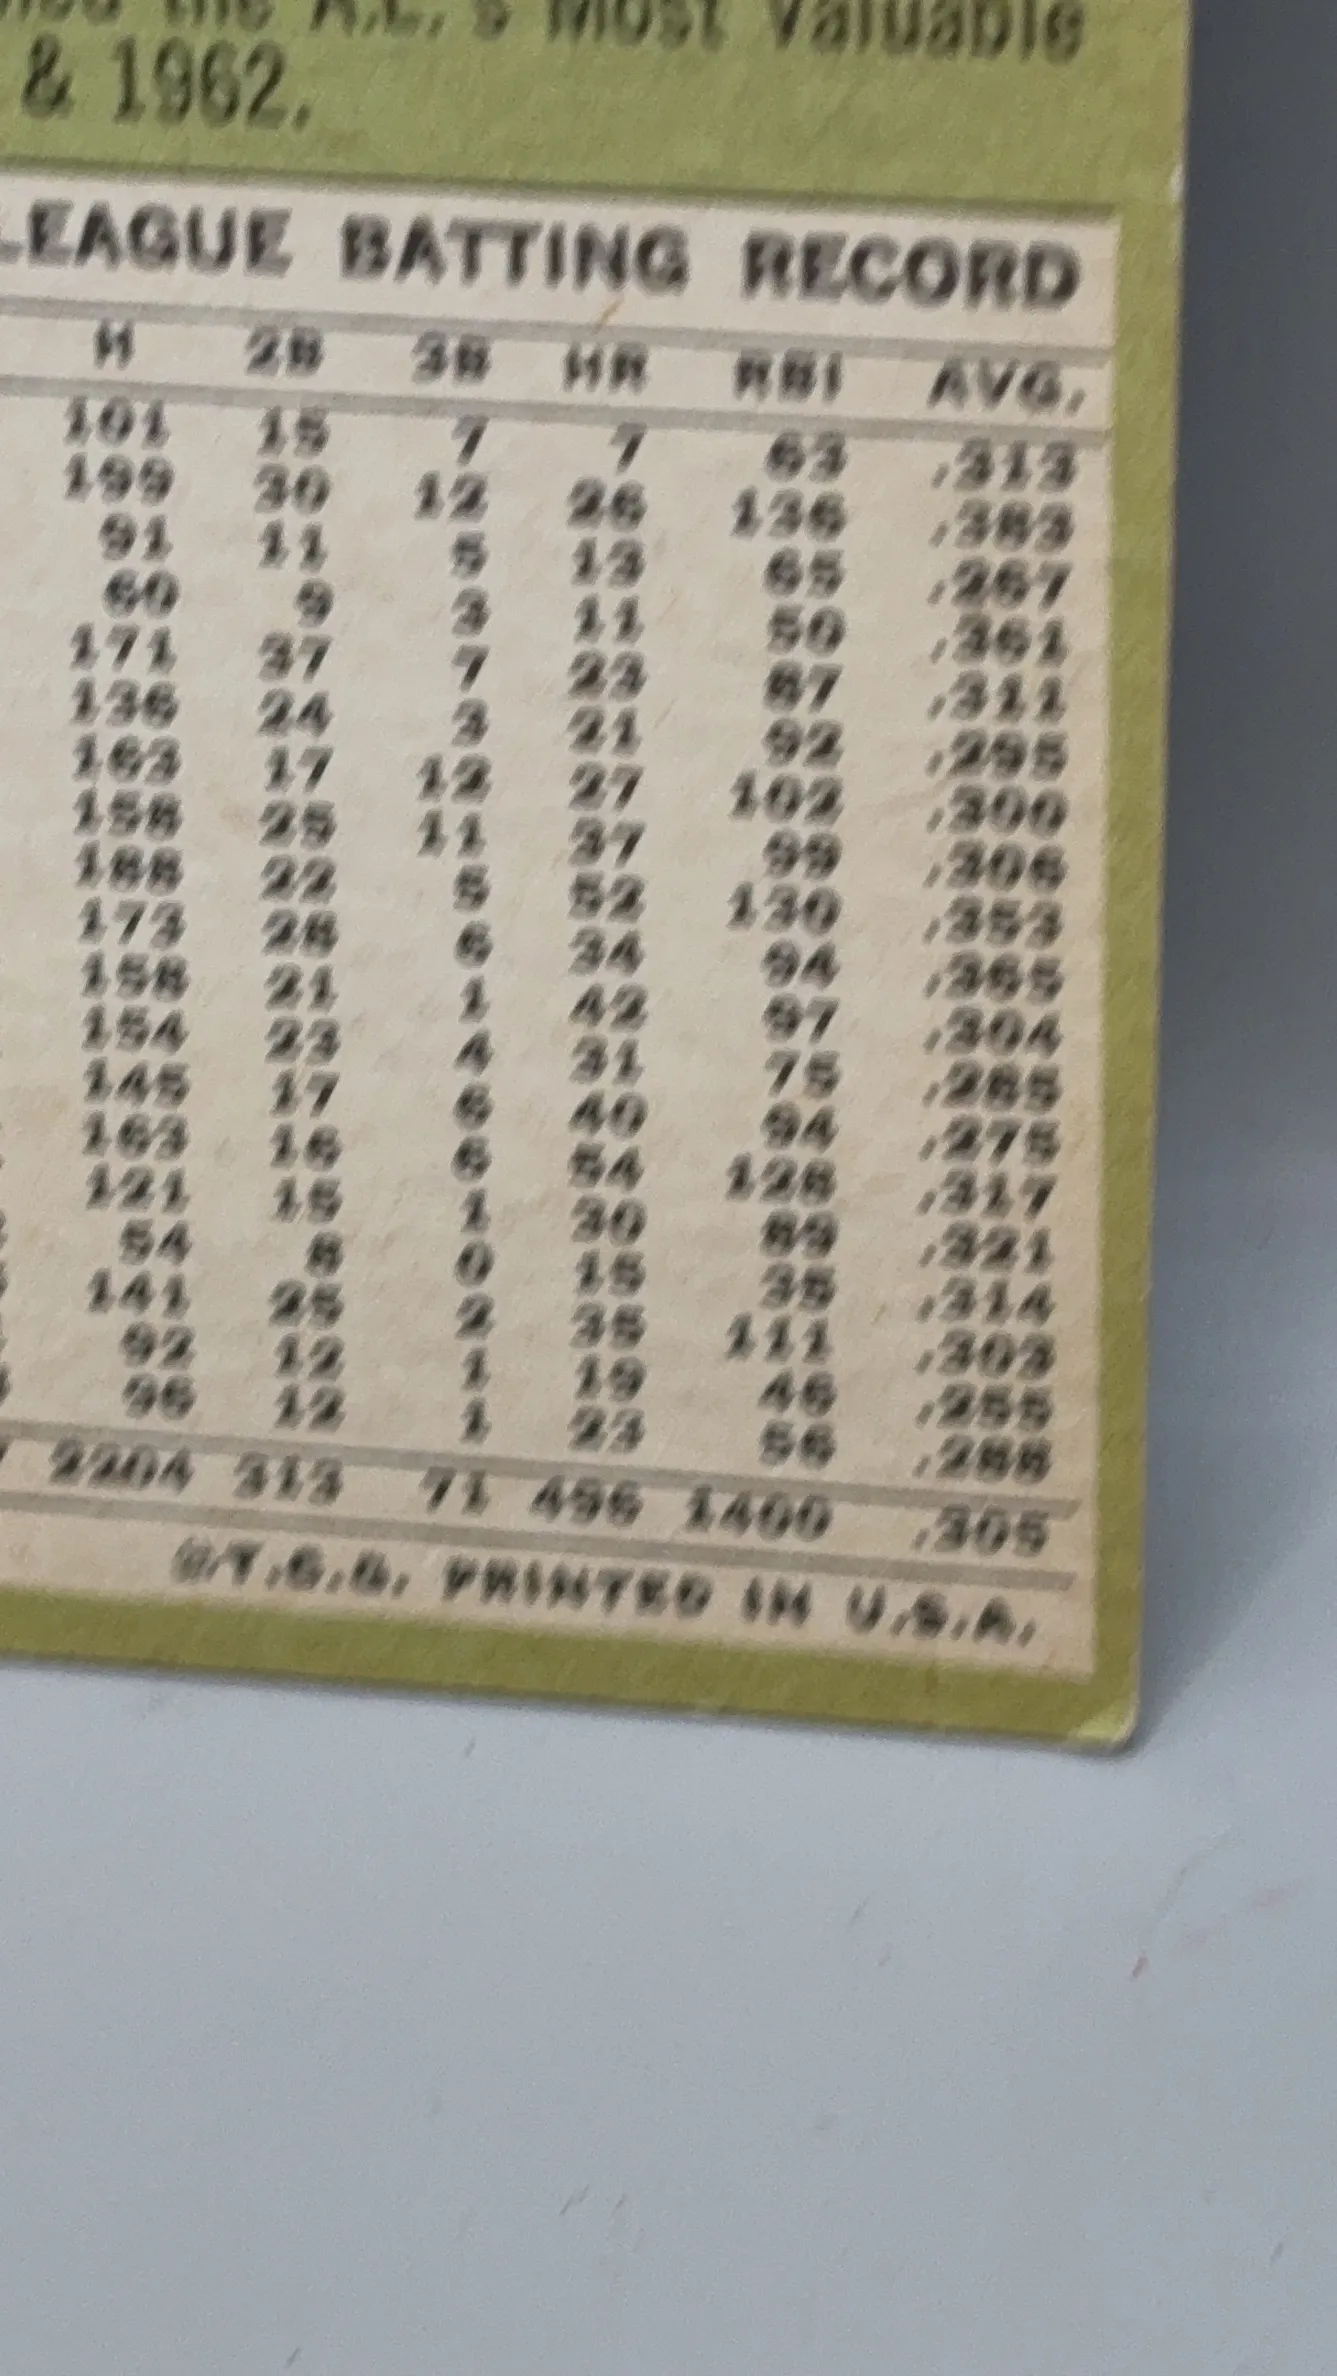 the A.L.'s Most Valuable
& 1962.
LEAGUE BATTING RECORD
H 2B 3B HR RBI AVG.
101 15 7 7 63 .313
199 30 12 26 136 .383
91 11 5 13 65 .267
60 9 3 11 50 .361
171 37 7 23 87 .311
136 24 3 21 92 .295
163 17 12 27 102 .300
158 25 11 37 99 .306
188 22 5 52 130 .353
173 28 6 34 94 .365
158 21 1 42 97 .304
154 23 4 31 75 .285
145 17 6 40 94 .275
163 16 6 54 128 .317
121 15 1 30 89 .321
54 8 0 15 35 .314
141 25 2 35 111 .303
92 12 1 19 46 .255
96 12 1 23 56 .288
2204 313 71 496 1400 .305
©T.C.G. PRINTED IN U.S.A.